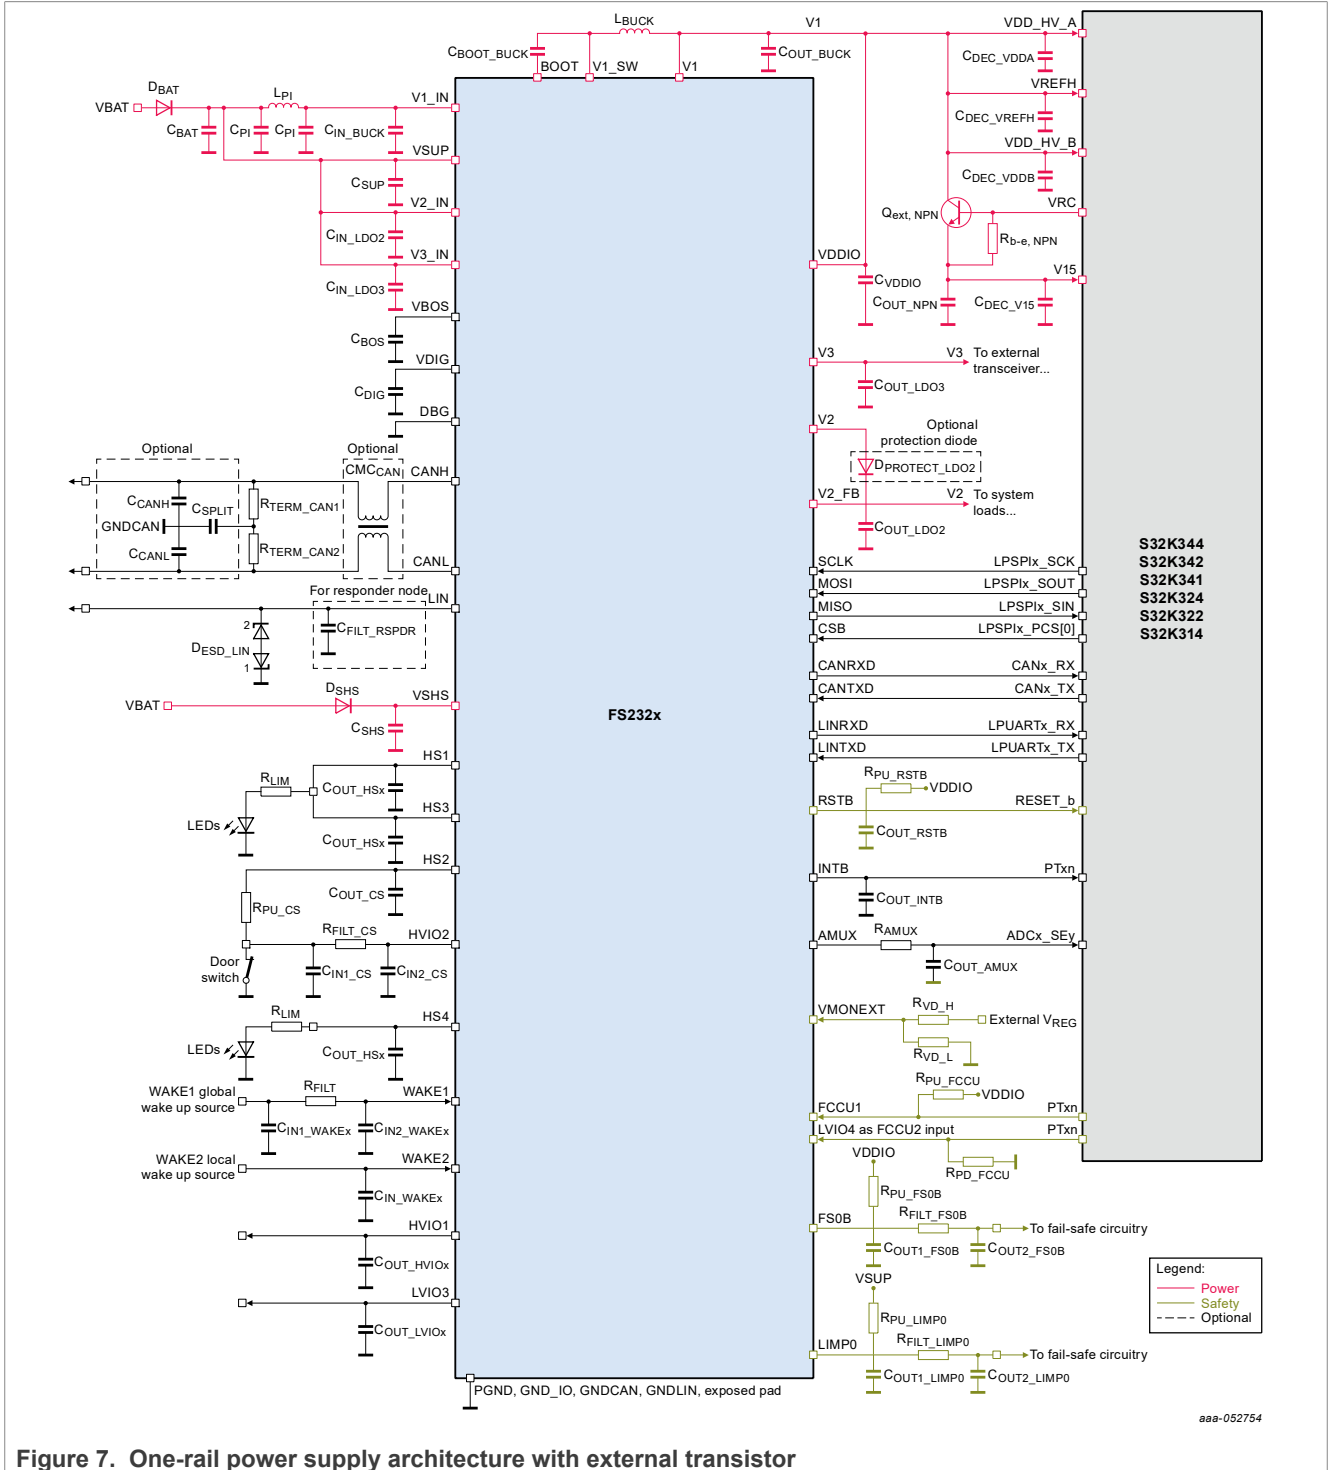 LBUCK
V1
VDD_HV_A
CBOOT_BUCK
COUT_BUCK
CDEC_VDDA
BOOT
V1_SW
V1
DBAT
VBAT
LPI
V1_IN
VREFH
CBAT
CPI
CPI
CIN_BUCK
CDEC_VREFH
VSUP
VDD_HV_B
CSUP
CDEC_VDDB
V2_IN
VRC
Qext, NPN
CIN_LDO2
Rb-e, NPN
V3_IN
VDDIO
V15
CIN_LDO3
CVDDIO
COUT_NPN
CDEC_V15
VBOS
CBOS
VDIG
V3
V3
To external
transceiver...
CDIG
COUT_LDO3
DBG
V2
Optional
protection diode
Optional
Optional
CMCCAN
CANH
DPROTECT_LDO2
CCANH
CSPLIT
RTERM_CAN1
V2_FB
V2
To system
loads...
GNDCAN
COUT_LDO2
CCANL
RTERM_CAN2
CANL
SCLK
LPSPIx_SCK
S32K344
S32K342
S32K341
S32K324
S32K322
S32K314
MOSI
LPSPIx_SOUT
For responder node
LIN
MISO
LPSPIx_SIN
2
CFILT_RSPDR
CSB
LPSPIx_PCS[0]
DESD_LIN
1
CANRXD
CANx_RX
CANTXD
CANx_TX
DSHS
VBAT
VSHS
FS232x
CSHS
LINRXD
LPUARTx_RX
LINTXD
LPUARTx_TX
HS1
RLIM
COUT_HSx
RPU_RSTB
VDDIO
HS3
RSTB
RESET_b
LEDs
COUT_HSx
COUT_RSTB
HS2
INTB
PTxn
COUT_CS
RPU_CS
COUT_INTB
RFILT_CS
HVIO2
AMUX
RAMUX
ADCx_SEy
Door
switch
CIN1_CS
CIN2_CS
COUT_AMUX
RLIM
HS4
VMONEXT
RVD_H
External VREG
LEDs
COUT_HSx
RVD_L
RPU_FCCU
VDDIO
WAKE1 global
wake up source
RFILT
WAKE1
FCCU1
PTxn
CIN1_WAKEx
CIN2_WAKEx
LVIO4 as FCCU2 input
PTxn
WAKE2 local
wake up source
WAKE2
VDDIO
RPD_FCCU
CIN_WAKEx
RPU_FS0B
RFILT_FS0B
HVIO1
FS0B
To fail-safe circuitry
COUT_HVIOx
COUT1_FS0B
COUT2_FS0B
VSUP
LVIO3
COUT_LVIOx
RPU_LIMP0
RFILT_LIMP0
LIMP0
To fail-safe circuitry
COUT1_LIMP0
COUT2_LIMP0
Legend:
Power
Safety
Optional
PGND, GND_IO, GNDCAN, GNDLIN, exposed pad
aaa-052754
Figure 7. One-rail power supply architecture with external transistor